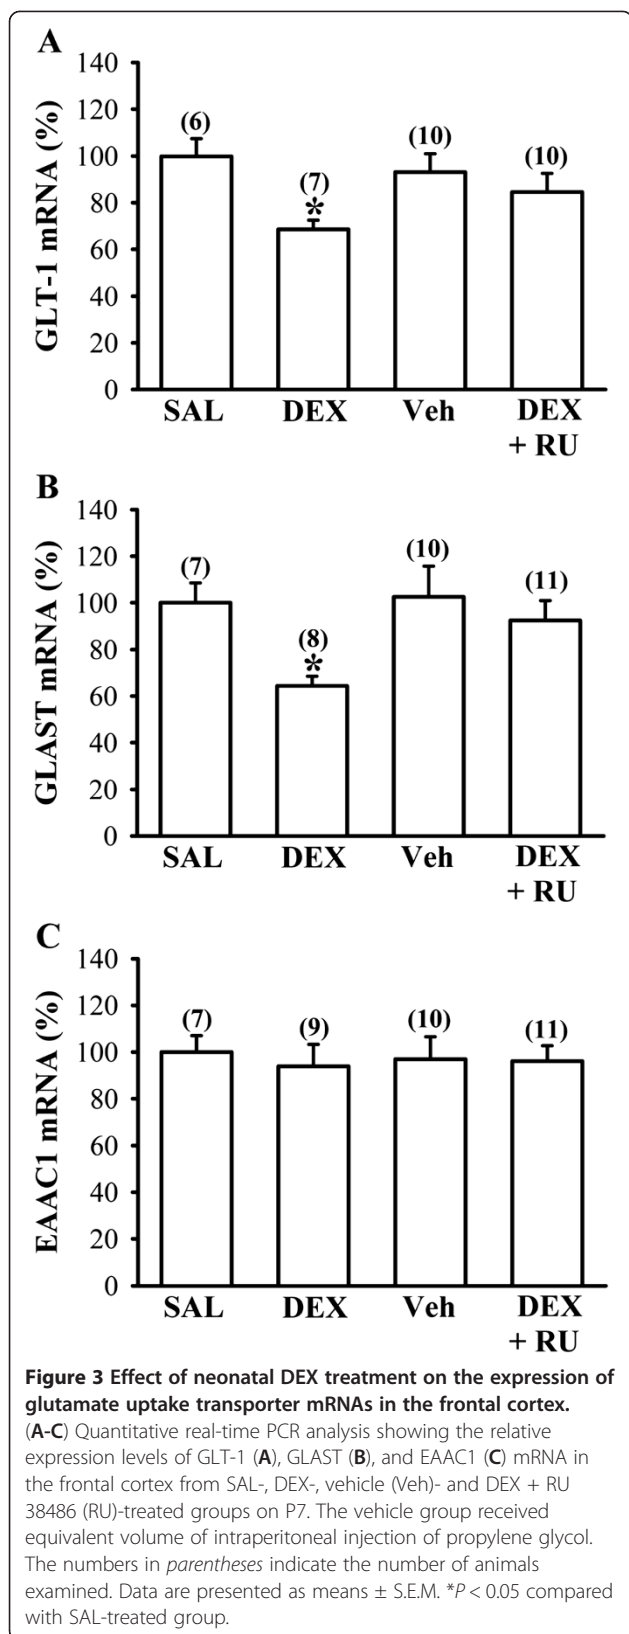 A
GLT-1 mRNA (%)
140
120
100
80
60
40
20
0
(6)
(7)
*
(10)
(10)
SAL DEX Veh DEX
+ RU
B
GLAST mRNA (%)
140
120
100
80
60
40
20
0
(7)
(8)
*
(10)
(11)
SAL DEX Veh DEX
+ RU
C
EAAC1 mRNA (%)
140
120
100
80
60
40
20
0
(7)
(9)
(10)
(11)
SAL DEX Veh DEX
+ RU
Figure 3 Effect of neonatal DEX treatment on the expression of
glutamate uptake transporter mRNAs in the frontal cortex.
(A-C) Quantitative real-time PCR analysis showing the relative
expression levels of GLT-1 (A), GLAST (B), and EAAC1 (C) mRNA in
the frontal cortex from SAL-, DEX-, vehicle (Veh)- and DEX + RU
38486 (RU)-treated groups on P7. The vehicle group received
equivalent volume of intraperitoneal injection of propylene glycol.
The numbers in parentheses indicate the number of animals
examined. Data are presented as means ± S.E.M. *P < 0.05 compared
with SAL-treated group.